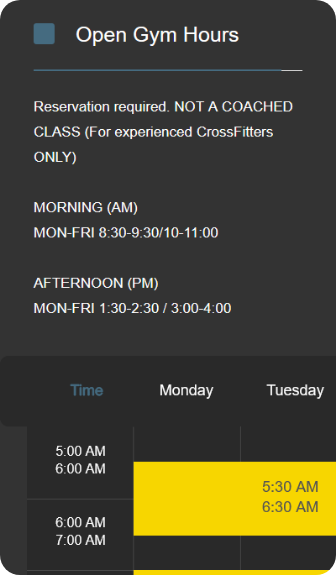 Open Gym Hours
Reservation required. NOT A COACHED
CLASS (For experienced CrossFitters
ONLY)
MORNING (AM)
MON-FRI 8:30-9:30/10-11:00
AFTERNOON (PM)
MON-FRI 1:30-2:30 / 3:00-4:00
Time Monday Tuesday
5:00 AM
6:00 AM
5:30 AM
6:30 AM
6:00 AM
7:00 AM